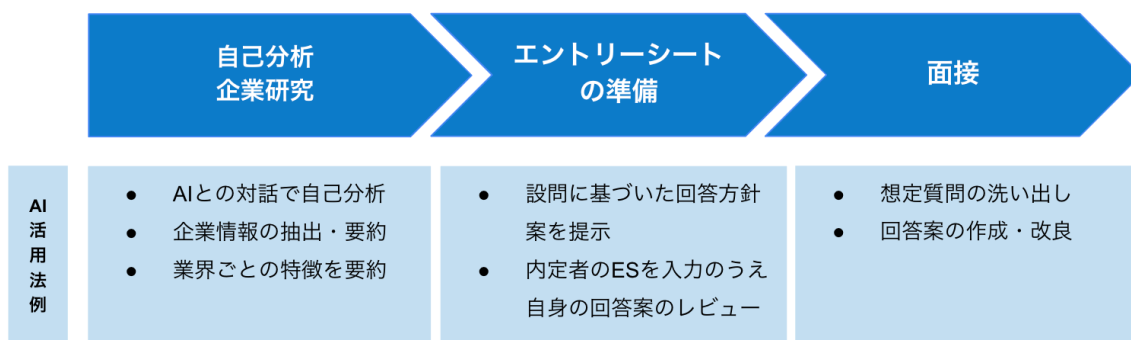 自己分析
企業研究
エントリーシート
の準備
面接
AI
活
用
法
例
● AIとの対話で自己分析
● 企業情報の抽出・要約
● 業界ごとの特徴を要約
● 設問に基づいた回答方針
案を提示
● 内定者のESを入力のうえ
自身の回答案のレビュー
● 想定質問の洗い出し
● 回答案の作成・改良